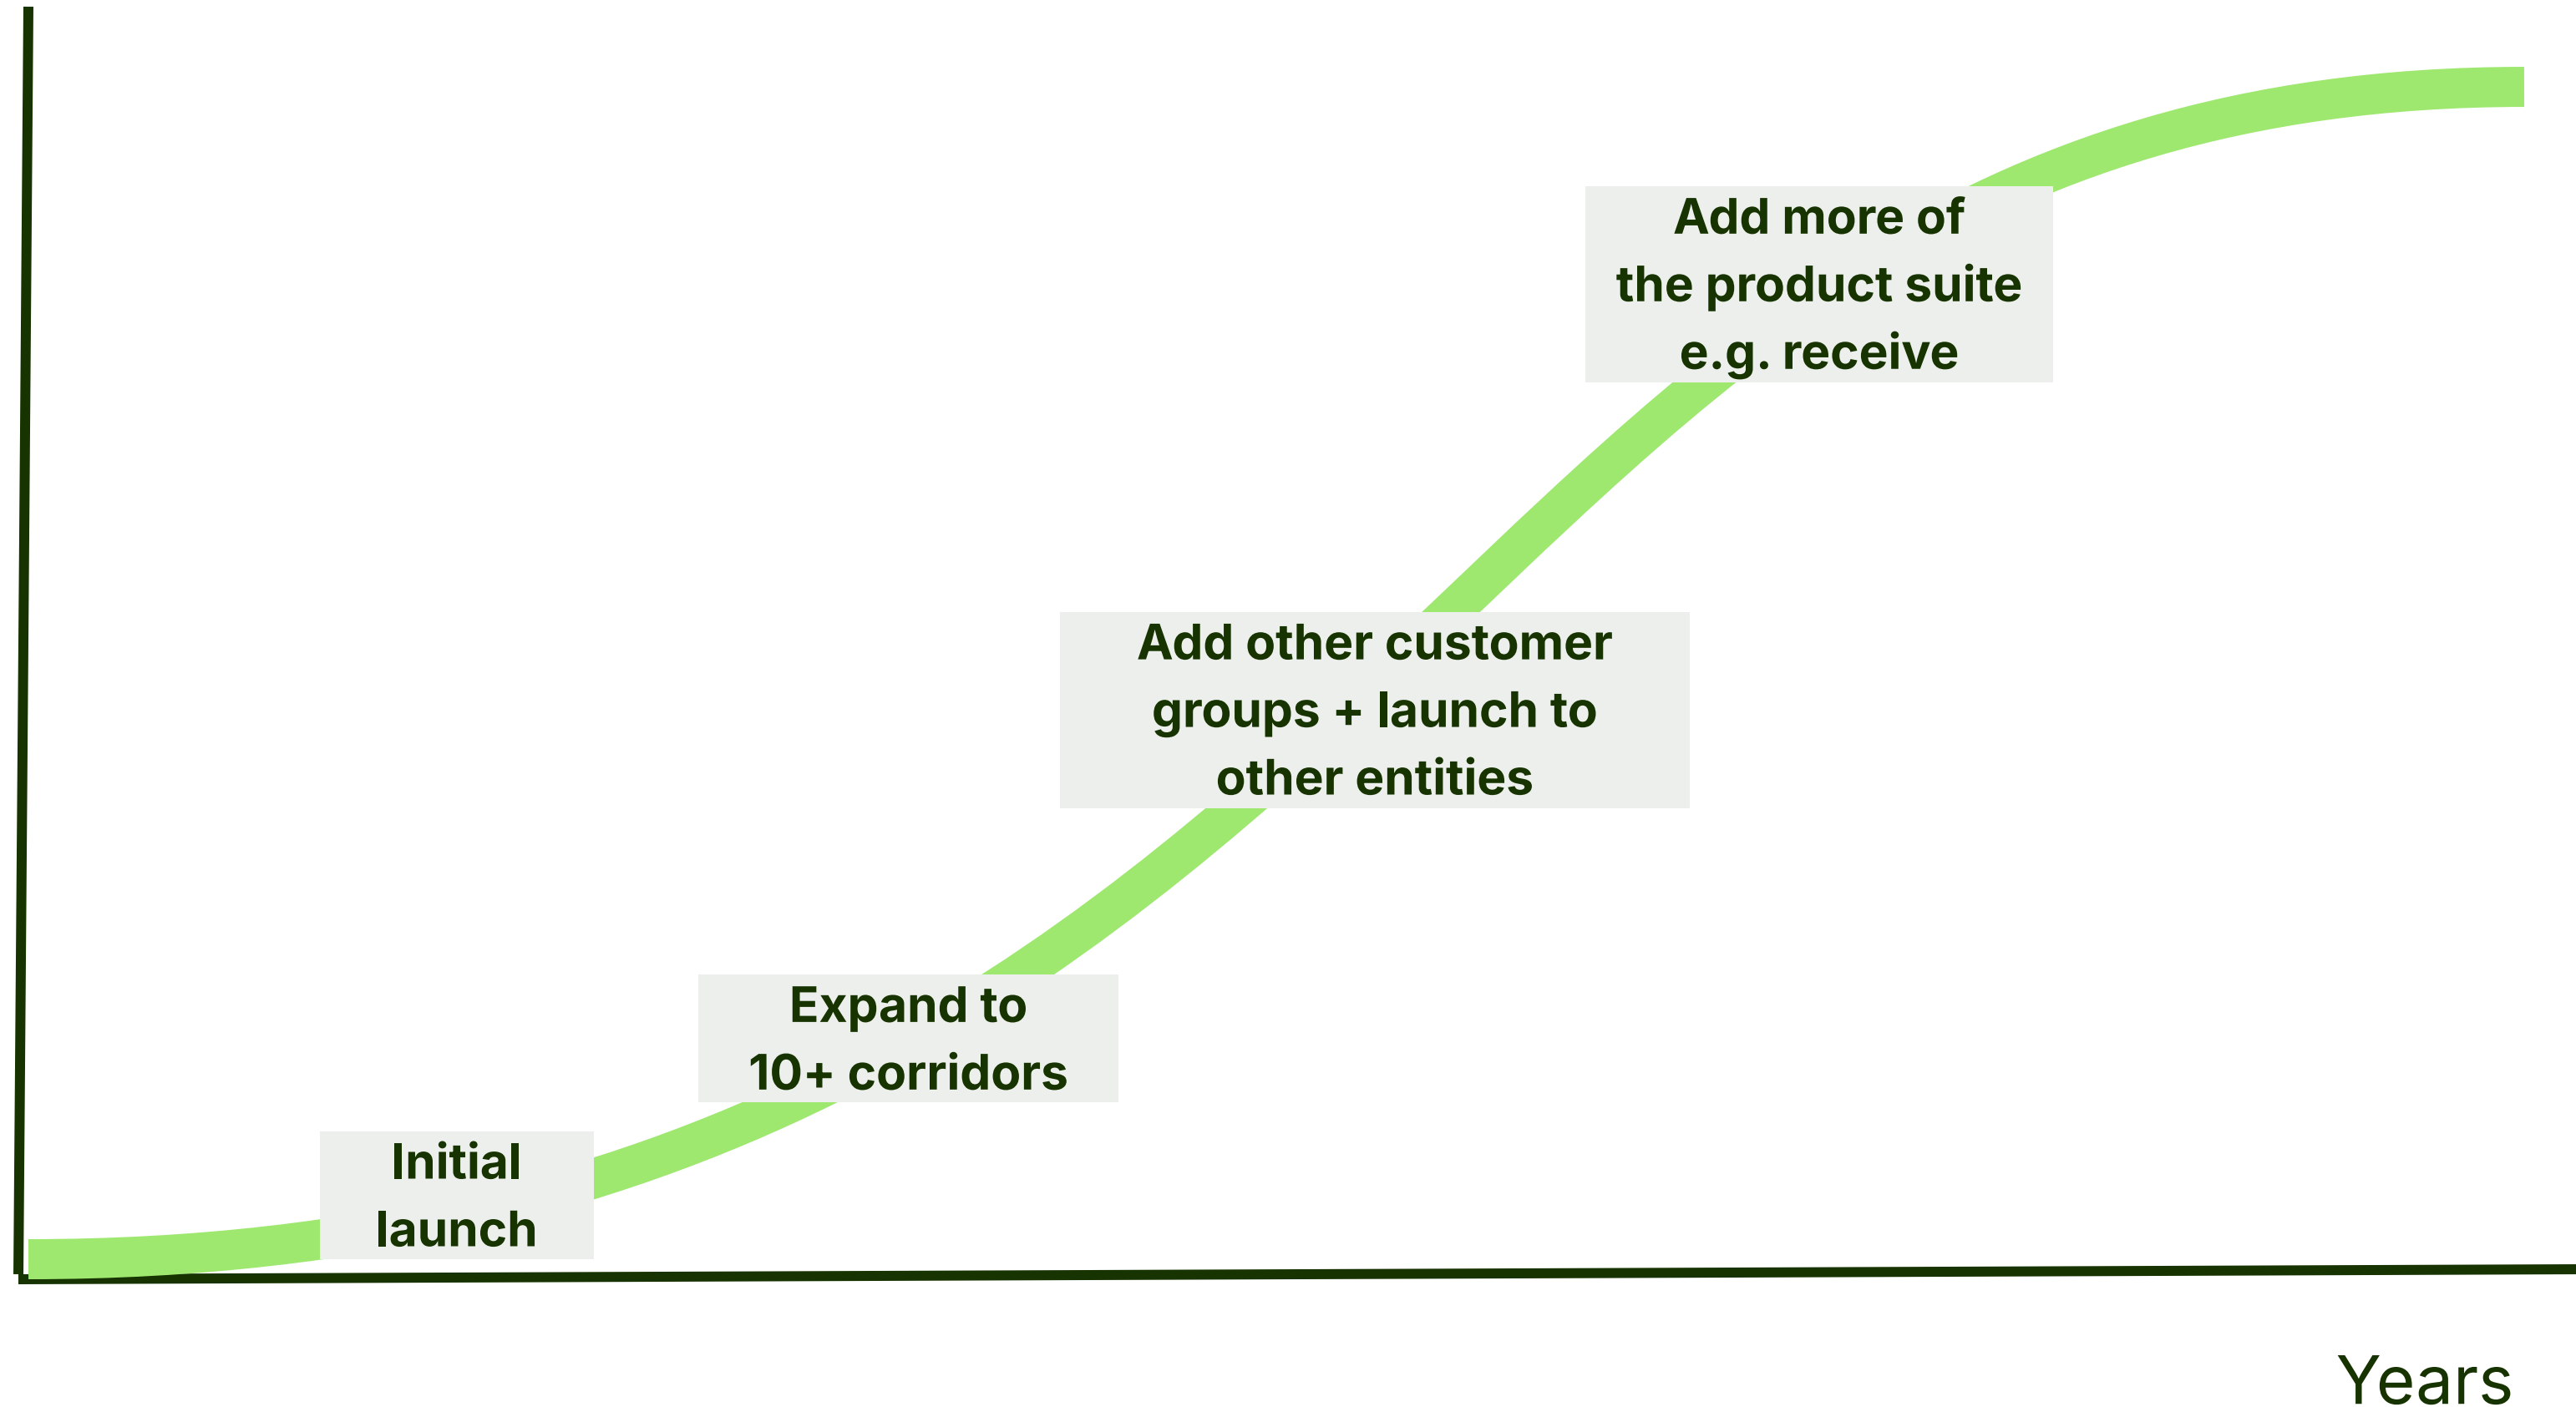 Add more of
the product suite
e.g. receive
Add other customer
groups + launch to
other entities
Expand to
10+ corridors
Initial
launch
Years